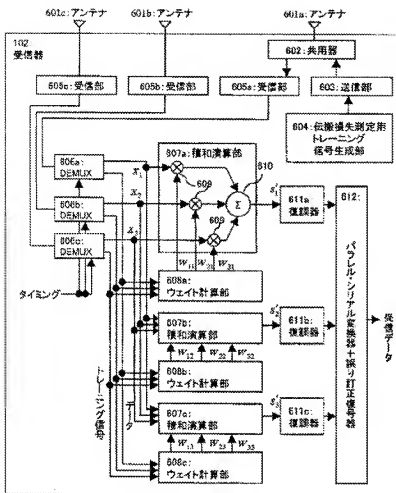 601c:アンテナ
601b:アンテナ
601a:アンテナ
102:
受信器
602:共用器
605c:受信部
605b:受信部
605a:受信部
603:送信部
604:伝搬損失測定用
トレーニング
信号生成部
606a:
DEMUX
606b:
DEMUX
606c:
DEMUX
タイミング
トレーニング信号
データ
X₁
X₂
X₃
607a:積和演算部
609
609
609
610
Σ
W₁₁
W₂₁
W₃₁
608a:
ウェイト計算部
607b:
積和演算部
W₁₂
W₂₂
W₃₂
608b:
ウェイト計算部
607c:
積和演算部
W₁₃
W₂₃
W₃₃
608c:
ウェイト計算部
s'₁
611a:
復調器
s'₂
611b:
復調器
s'₃
611c:
復調器
612:
パラレル・シリアル変換器+誤り訂正復号器
受信データ